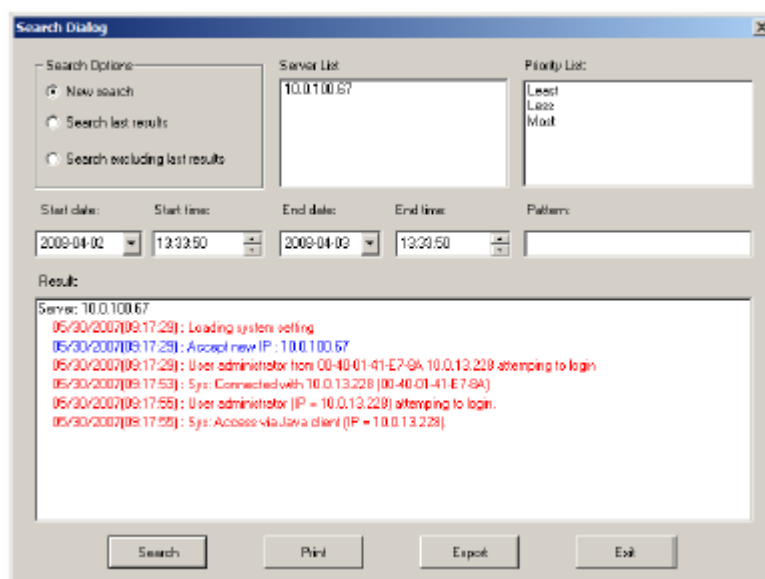 Search Dialog
Search Options
New search
Search last results
Search excluding last results
Server List
10.0.100.67
Priority List:
Least
Less
Most
Start date:
Start time:
End date:
End time:
Pattern:
2009-04-02
13:33:50
2009-04-03
13:33:50
Result:
Server: 10.0.100.67
05/30/2007(09:17:29) : Loading system setting
05/30/2007(09:17:29) : Accept new IP : 10.0.100.67
05/30/2007(09:17:29) : User administrator from 00-40-01-41-E7-8A 10.0.13.228 attemping to login
05/30/2007(09:17:53) : Sys: Connected with 10.0.13.228 (00-40-01-41-E7-8A)
05/30/2007(09:17:55) : User administrator (IP = 10.0.13.228) attemping to login.
05/30/2007(09:17:55) : Sys: Access via Java client (IP = 10.0.13.228).
Search
Print
Export
Exit